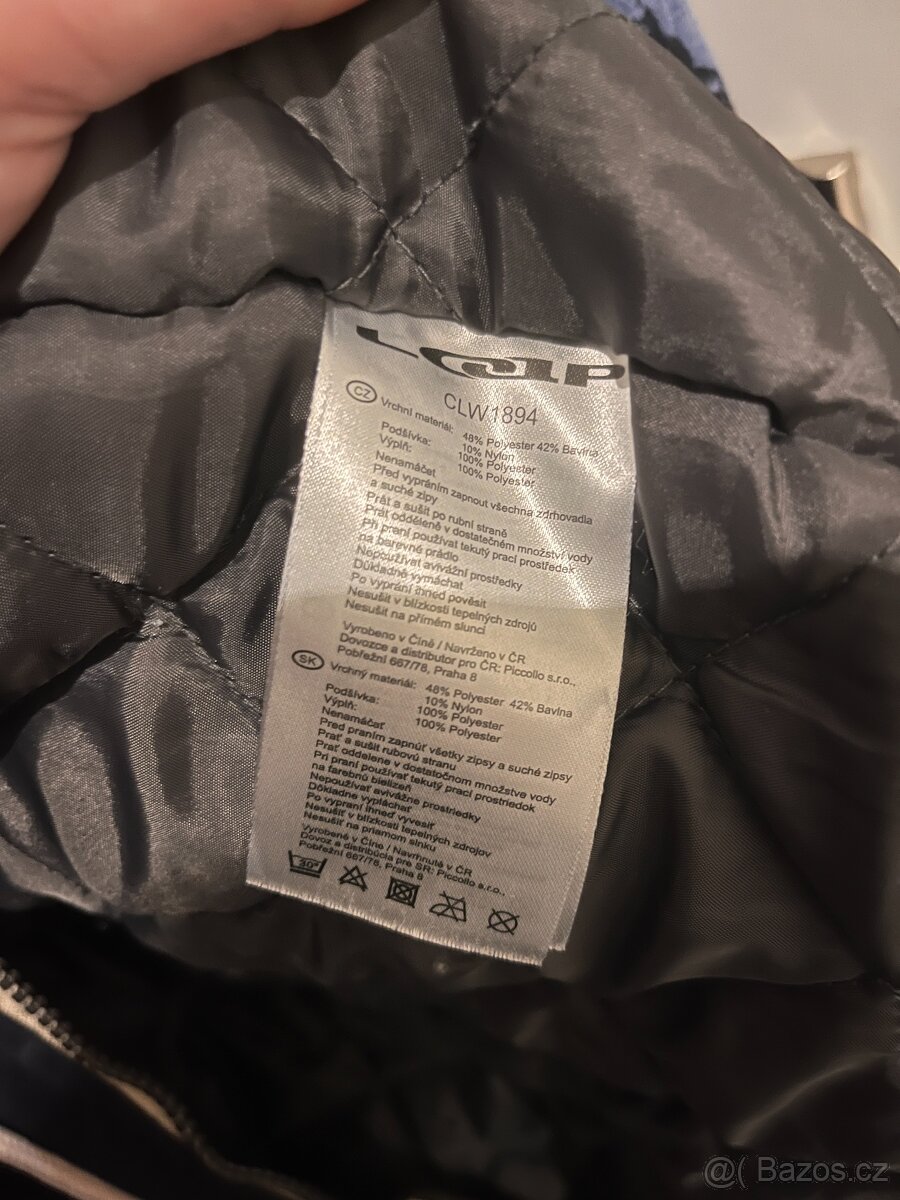 LOAP
CLW1894
CZ Vrchní materiál: 48% Polyester 42% Bavlna
10% Nylon
Podšívka: 100% Polyester
Výplň: 100% Polyester
Nenamáčet
Před vypráním zapnout všechna zdrhovadla
a suché zipy
Prát a sušit po rubní straně
Prát odděleně v dostatečném množství vody
Při praní používat tekutý prací prostředek
na barevné prádlo
Nepoužívat avivážní prostředky
Důkladně vymáchat
Po vyprání ihned pověsit
Nesušit v blízkosti tepelných zdrojů
Nesušit na přímém slunci
Vyrobeno v Číně / Navrženo v ČR
Dovozce a distributor pro ČR: Piccollo s.r.o.,
Pobřežní 667/78, Praha 8
SK Vrchný materiál: 48% Polyester 42% Bavlna
10% Nylon
Podšívka: 100% Polyester
Výplň: 100% Polyester
Nenamáčať
Pred praním zapnúť všetky zipsy a suché zipsy
Prať a sušiť rubovú stranu
Prať oddelene v dostatočnom množstve vody
Pri praní používať tekutý prací prostriedok
na farebnú bielizeň
Nepoužívať avivážne prostriedky
Dôkladne vypláchať
Po vypraní ihneď vyvesiť
Nesušiť v blízkosti tepelných zdrojov
Nesušiť na priamom slnku
Vyrobené v Číne / Navrhnuté v ČR
Dovoz a distribúcia pre SR: Piccollo s.r.o.,
Pobřežní 667/78, Praha 8
30°
@( Bazos.cz